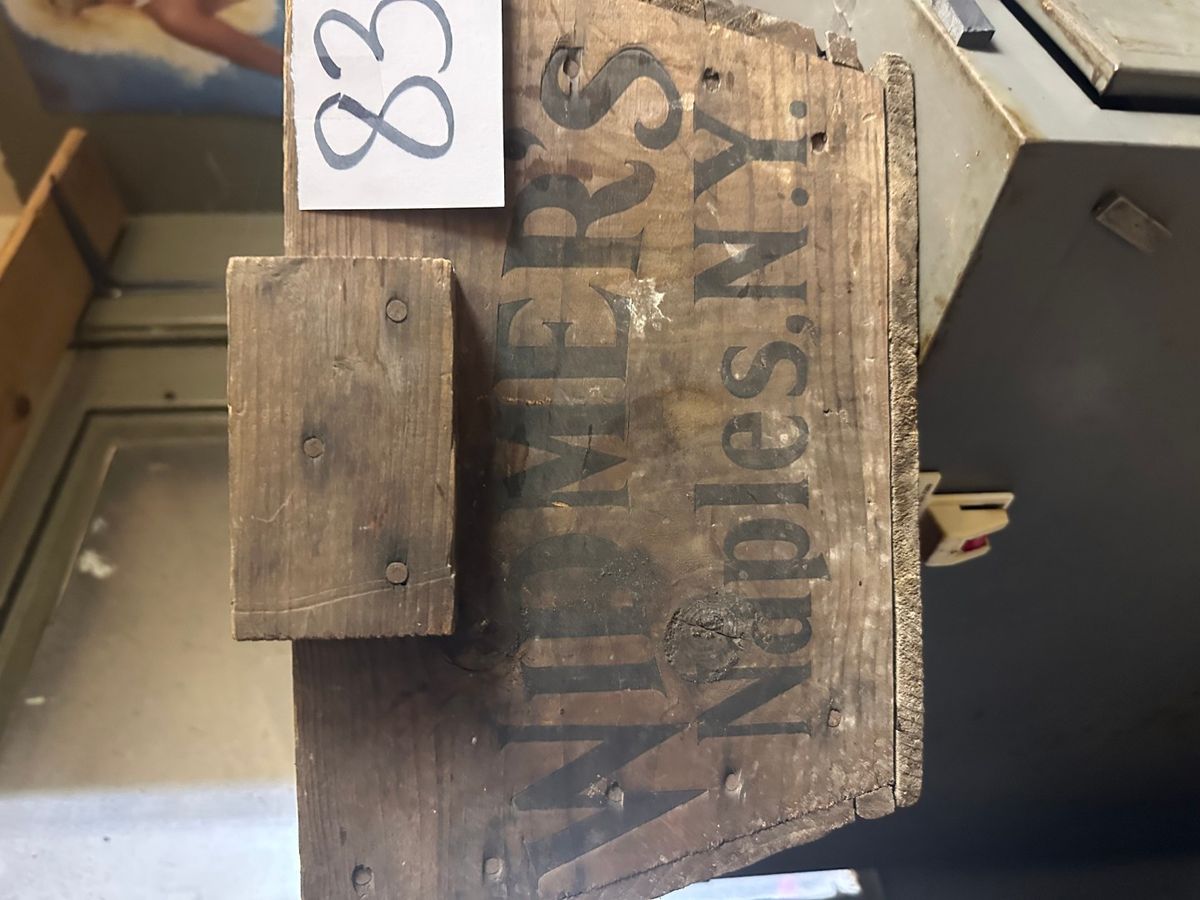 83
WIDMER'S
Naples, N.Y.